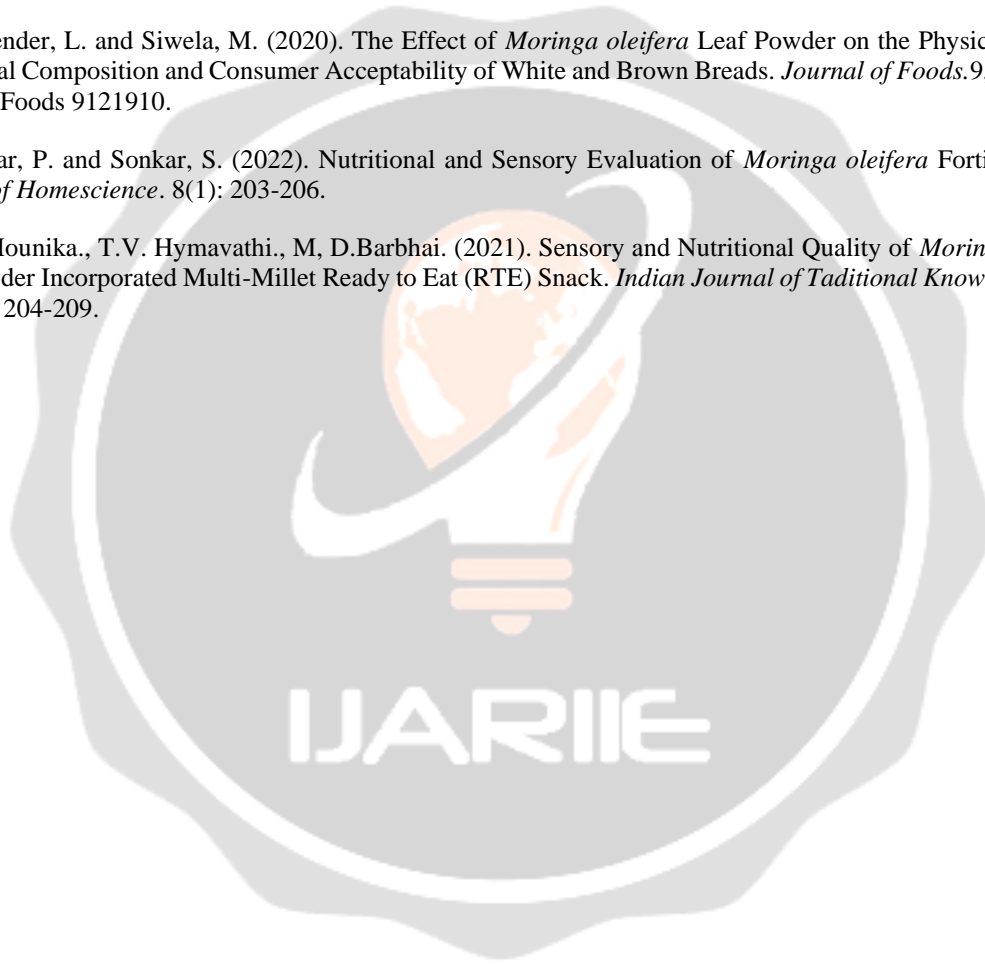 ender, L. and Siwela, M. (2020). The Effect of Moringa oleifera Leaf Powder on the Physic
al Composition and Consumer Acceptability of White and Brown Breads. Journal of Foods.9
Foods 9121910.
ar, P. and Sonkar, S. (2022). Nutritional and Sensory Evaluation of Moringa oleifera Forti
of Homescience. 8(1): 203-206.
ounika., T.V. Hymavathi., M, D.Barbhai. (2021). Sensory and Nutritional Quality of Morin
der Incorporated Multi-Millet Ready to Eat (RTE) Snack. Indian Journal of Taditional Know
204-209.
IJARIIE